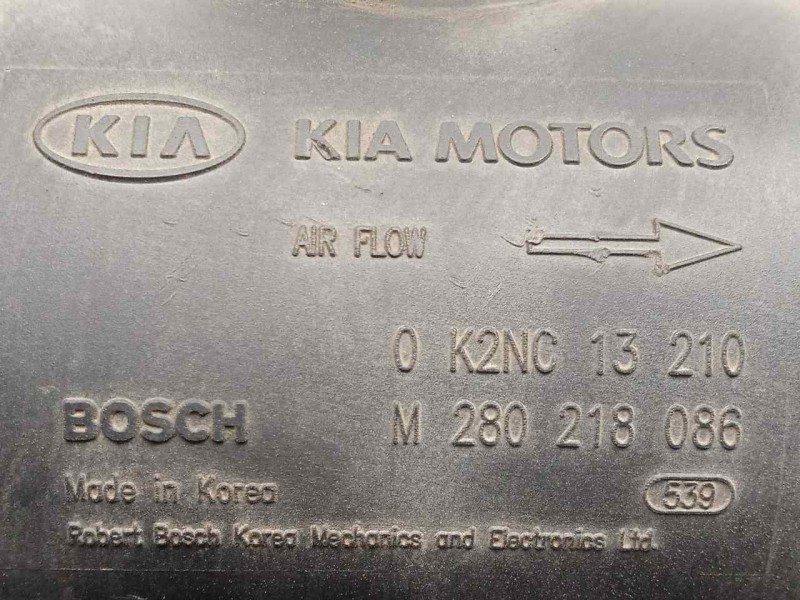 KIA KIA MOTORS
AIR FLOW
0 K2NC 13 210
BOSCH M 280 218 086
Made in Korea 539
Robert Bosch Korea Mechanics and Electronics Ltd.